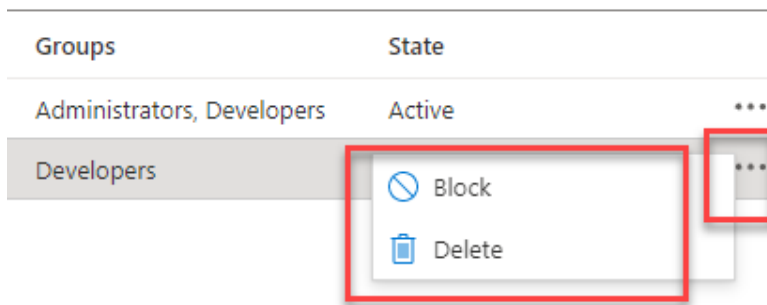 Groups State
Administrators, Developers Active
Developers
Block
Delete